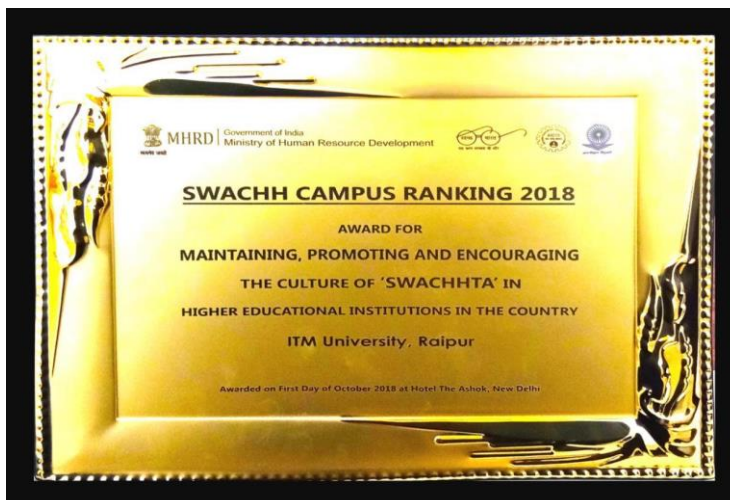 MHRD
Government of India
Ministry of Human Resource Development
SWACHH CAMPUS RANKING 2018
AWARD FOR
MAINTAINING, PROMOTING AND ENCOURAGING
THE CULTURE OF 'SWACHHTA' IN
HIGHER EDUCATIONAL INSTITUTIONS IN THE COUNTRY
ITM University, Raipur
Awarded on First Day of October 2018 at Hotel The Ashok, New Delhi